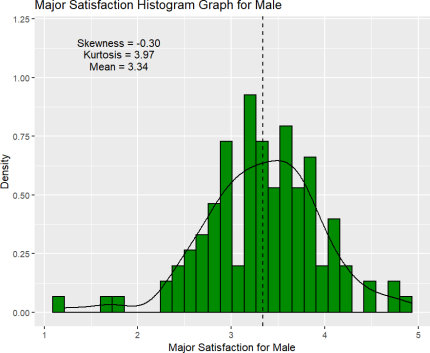 Major Satisfaction Histogram Graph for Male
1.25
Skewness = -0.30
Kurtosis = 3.97
Mean = 3.34
1.00
0.75
Density
0.50
0.25
0.00
1 2 3 4 5
Major Satisfaction for Male